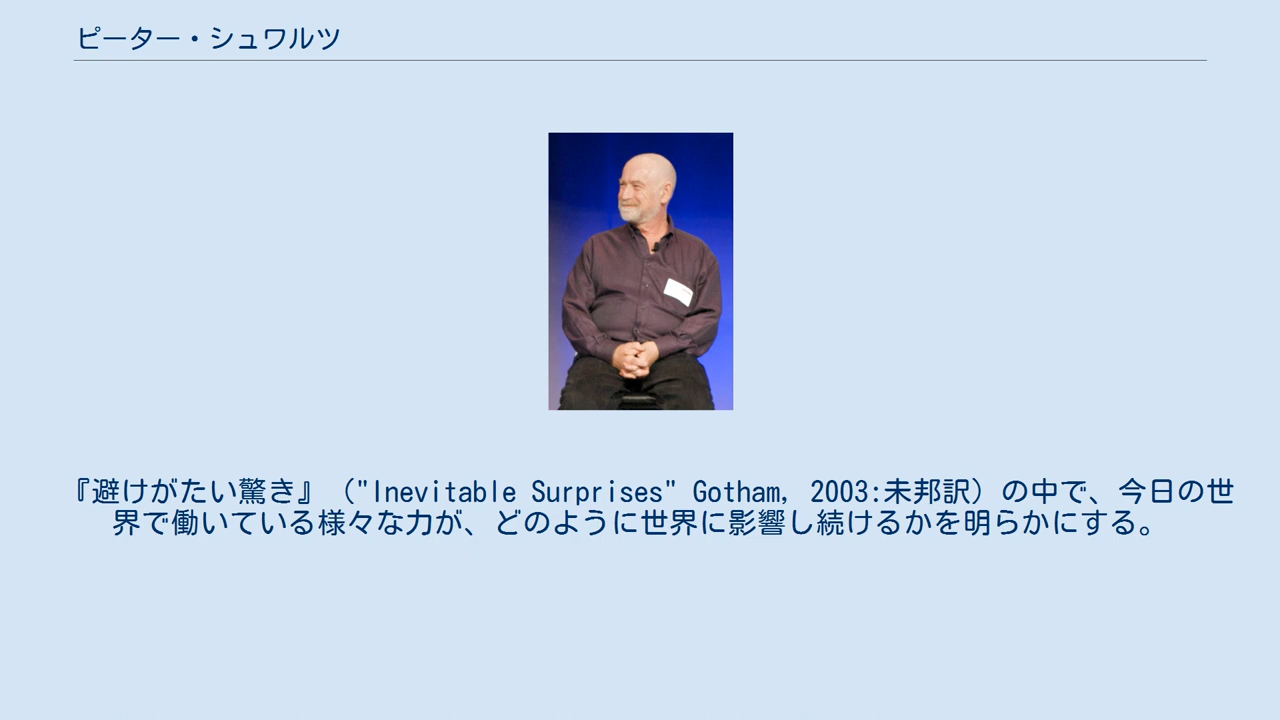 ピーター・シュワルツ
『避けがたい驚き』（"Inevitable Surprises" Gotham, 2003:未邦訳）の中で、今日の世
界で働いている様々な力が、どのように世界に影響し続けるかを明らかにする。